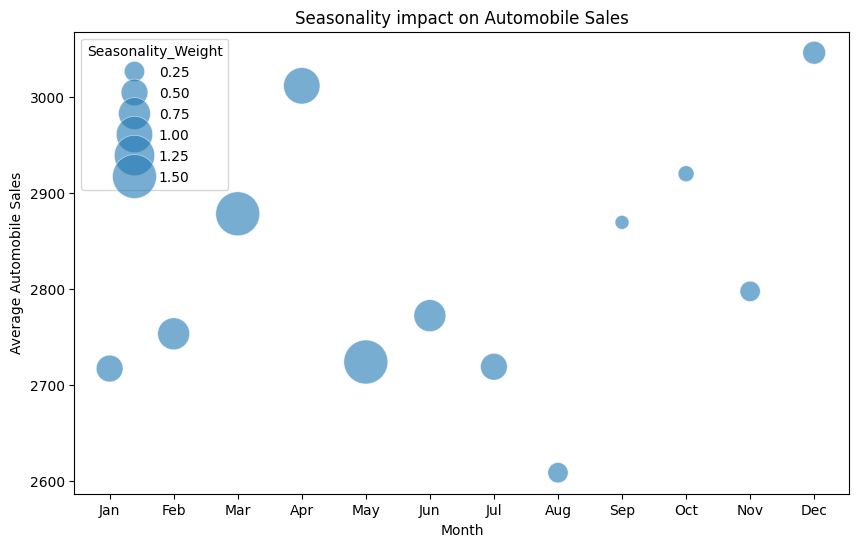 Seasonality impact on Automobile Sales
Seasonality_Weight
0.25
0.50
0.75
1.00
1.25
1.50
Average Automobile Sales
3000
2900
2800
2700
2600
Jan Feb Mar Apr May Jun Jul Aug Sep Oct Nov Dec
Month